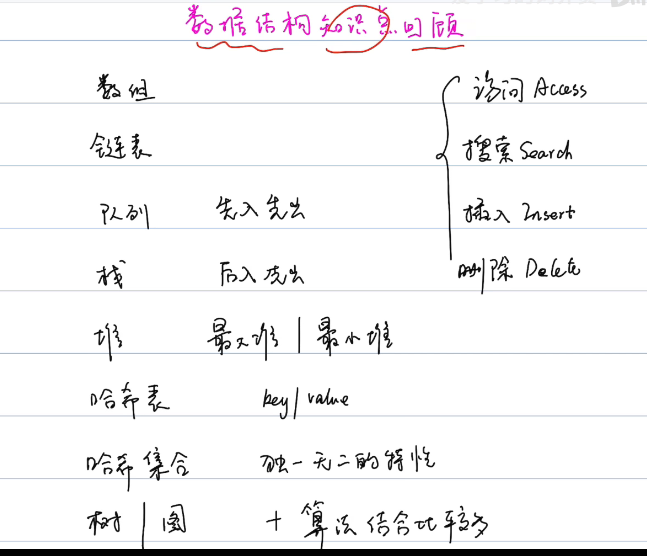 数据结构知识点回顾
数组 访问 Access
链表 搜索 Search
队列 先入先出 插入 Insert
栈 后入先出 删除 Delete
堆 最大堆 | 最小堆
哈希表 key/value
哈希集合 独一无二的特性
树 | 图 + 算法结合比较多